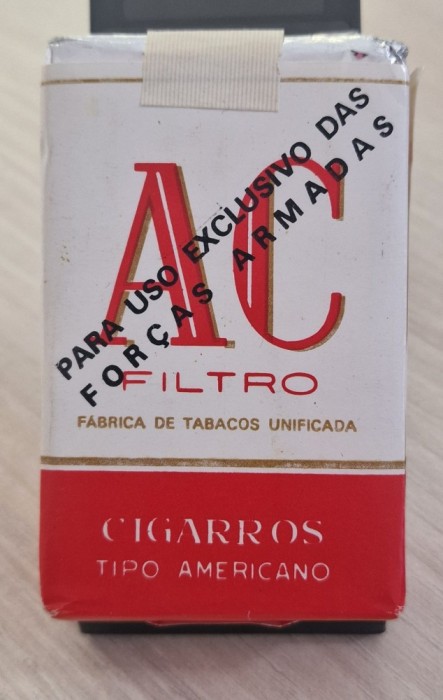 AC
PARA USO EXCLUSIVO DAS
FORÇAS ARMADAS
FILTRO
FÁBRICA DE TABACOS UNIFICADA
CIGARROS
TIPO AMERICANO